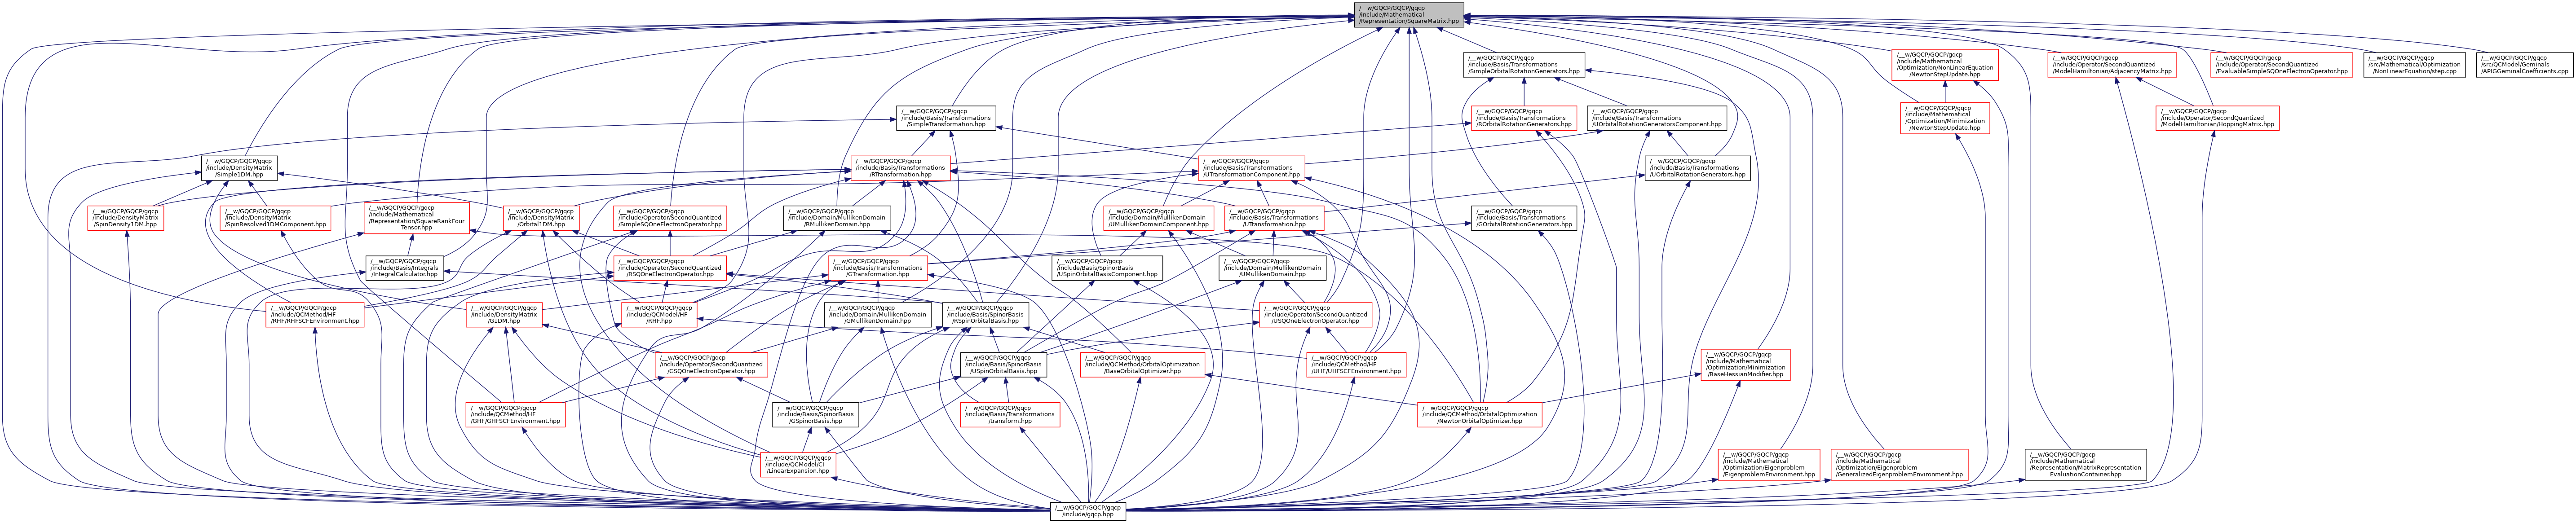 /__w/GQCP/GQCP/gqcp
/include/Mathematical
/Representation/SquareMatrix.hpp
/__w/GQCP/GQCP/gqcp
/include/Basis/Transformations
/SimpleOrbitalRotationGenerators.hpp
/__w/GQCP/GQCP/gqcp
/include/Mathematical
/Optimization/NonLinearEquation
/NewtonStepUpdate.hpp
/__w/GQCP/GQCP/gqcp
/include/Operator/SecondQuantized
/ModelHamiltonian/AdjacencyMatrix.hpp
/__w/GQCP/GQCP/gqcp
/include/Operator/SecondQuantized
/EvaluableSimpleSQOneElectronOperator.hpp
/__w/GQCP/GQCP/gqcp
/src/Mathematical/Optimization
/NonLinearEquation/step.cpp
/__w/GQCP/GQCP/gqcp
/src/QCModel/Geminals
/APIGGeminalCoefficients.cpp
/__w/GQCP/GQCP/gqcp
/include/Basis/Transformations
/SimpleTransformation.hpp
/__w/GQCP/GQCP/gqcp
/include/Basis/Transformations
/ROrbitalRotationGenerators.hpp
/__w/GQCP/GQCP/gqcp
/include/Basis/Transformations
/UOrbitalRotationGeneratorsComponent.hpp
/__w/GQCP/GQCP/gqcp
/include/Mathematical
/Optimization/Minimization
/NewtonStepUpdate.hpp
/__w/GQCP/GQCP/gqcp
/include/Operator/SecondQuantized
/ModelHamiltonian/HoppingMatrix.hpp
/__w/GQCP/GQCP/gqcp
/include/DensityMatrix
/Simple1DM.hpp
/__w/GQCP/GQCP/gqcp
/include/Basis/Transformations
/RTransformation.hpp
/__w/GQCP/GQCP/gqcp
/include/Basis/Transformations
/UTransformationComponent.hpp
/__w/GQCP/GQCP/gqcp
/include/Basis/Transformations
/UOrbitalRotationGenerators.hpp
/__w/GQCP/GQCP/gqcp
/include/DensityMatrix
/SpinDensity1DM.hpp
/__w/GQCP/GQCP/gqcp
/include/DensityMatrix
/SpinResolved1DMComponent.hpp
/__w/GQCP/GQCP/gqcp
/include/Mathematical
/Representation/SquareRankFour
Tensor.hpp
/__w/GQCP/GQCP/gqcp
/include/DensityMatrix
/Orbital1DM.hpp
/__w/GQCP/GQCP/gqcp
/include/Operator/SecondQuantized
/SimpleSQOneElectronOperator.hpp
/__w/GQCP/GQCP/gqcp
/include/Domain/MullikenDomain
/RMullikenDomain.hpp
/__w/GQCP/GQCP/gqcp
/include/Domain/MullikenDomain
/UMullikenDomainComponent.hpp
/__w/GQCP/GQCP/gqcp
/include/Basis/Transformations
/UTransformation.hpp
/__w/GQCP/GQCP/gqcp
/include/Basis/Transformations
/GOrbitalRotationGenerators.hpp
/__w/GQCP/GQCP/gqcp
/include/Basis/Integrals
/IntegralCalculator.hpp
/__w/GQCP/GQCP/gqcp
/include/Operator/SecondQuantized
/RSQOneElectronOperator.hpp
/__w/GQCP/GQCP/gqcp
/include/Basis/Transformations
/GTransformation.hpp
/__w/GQCP/GQCP/gqcp
/include/Basis/SpinorBasis
/USpinOrbitalBasisComponent.hpp
/__w/GQCP/GQCP/gqcp
/include/Domain/MullikenDomain
/UMullikenDomain.hpp
/__w/GQCP/GQCP/gqcp
/include/QCMethod/HF
/RHF/RHFSCFEnvironment.hpp
/__w/GQCP/GQCP/gqcp
/include/DensityMatrix
/G1DM.hpp
/__w/GQCP/GQCP/gqcp
/include/QCModel/HF
/RHF.hpp
/__w/GQCP/GQCP/gqcp
/include/Domain/MullikenDomain
/GMullikenDomain.hpp
/__w/GQCP/GQCP/gqcp
/include/Basis/SpinorBasis
/RSpinOrbitalBasis.hpp
/__w/GQCP/GQCP/gqcp
/include/Operator/SecondQuantized
/USQOneElectronOperator.hpp
/__w/GQCP/GQCP/gqcp
/include/Operator/SecondQuantized
/GSQOneElectronOperator.hpp
/__w/GQCP/GQCP/gqcp
/include/Basis/SpinorBasis
/USpinOrbitalBasis.hpp
/__w/GQCP/GQCP/gqcp
/include/QCMethod/OrbitalOptimization
/BaseOrbitalOptimizer.hpp
/__w/GQCP/GQCP/gqcp
/include/QCMethod/HF
/UHF/UHFSCFEnvironment.hpp
/__w/GQCP/GQCP/gqcp
/include/Mathematical
/Optimization/Minimization
/BaseHessianModifier.hpp
/__w/GQCP/GQCP/gqcp
/include/QCMethod/HF
/GHF/GHFSCFEnvironment.hpp
/__w/GQCP/GQCP/gqcp
/include/Basis/SpinorBasis
/GSpinorBasis.hpp
/__w/GQCP/GQCP/gqcp
/include/Basis/Transformations
/transform.hpp
/__w/GQCP/GQCP/gqcp
/include/QCMethod/OrbitalOptimization
/NewtonOrbitalOptimizer.hpp
/__w/GQCP/GQCP/gqcp
/include/QCModel/CI
/LinearExpansion.hpp
/__w/GQCP/GQCP/gqcp
/include/Mathematical
/Optimization/Eigenproblem
/EigenproblemEnvironment.hpp
/__w/GQCP/GQCP/gqcp
/include/Mathematical
/Optimization/Eigenproblem
/GeneralizedEigenproblemEnvironment.hpp
/__w/GQCP/GQCP/gqcp
/include/Mathematical
/Representation/MatrixRepresentation
EvaluationContainer.hpp
/__w/GQCP/GQCP/gqcp
/include/gqcp.hpp